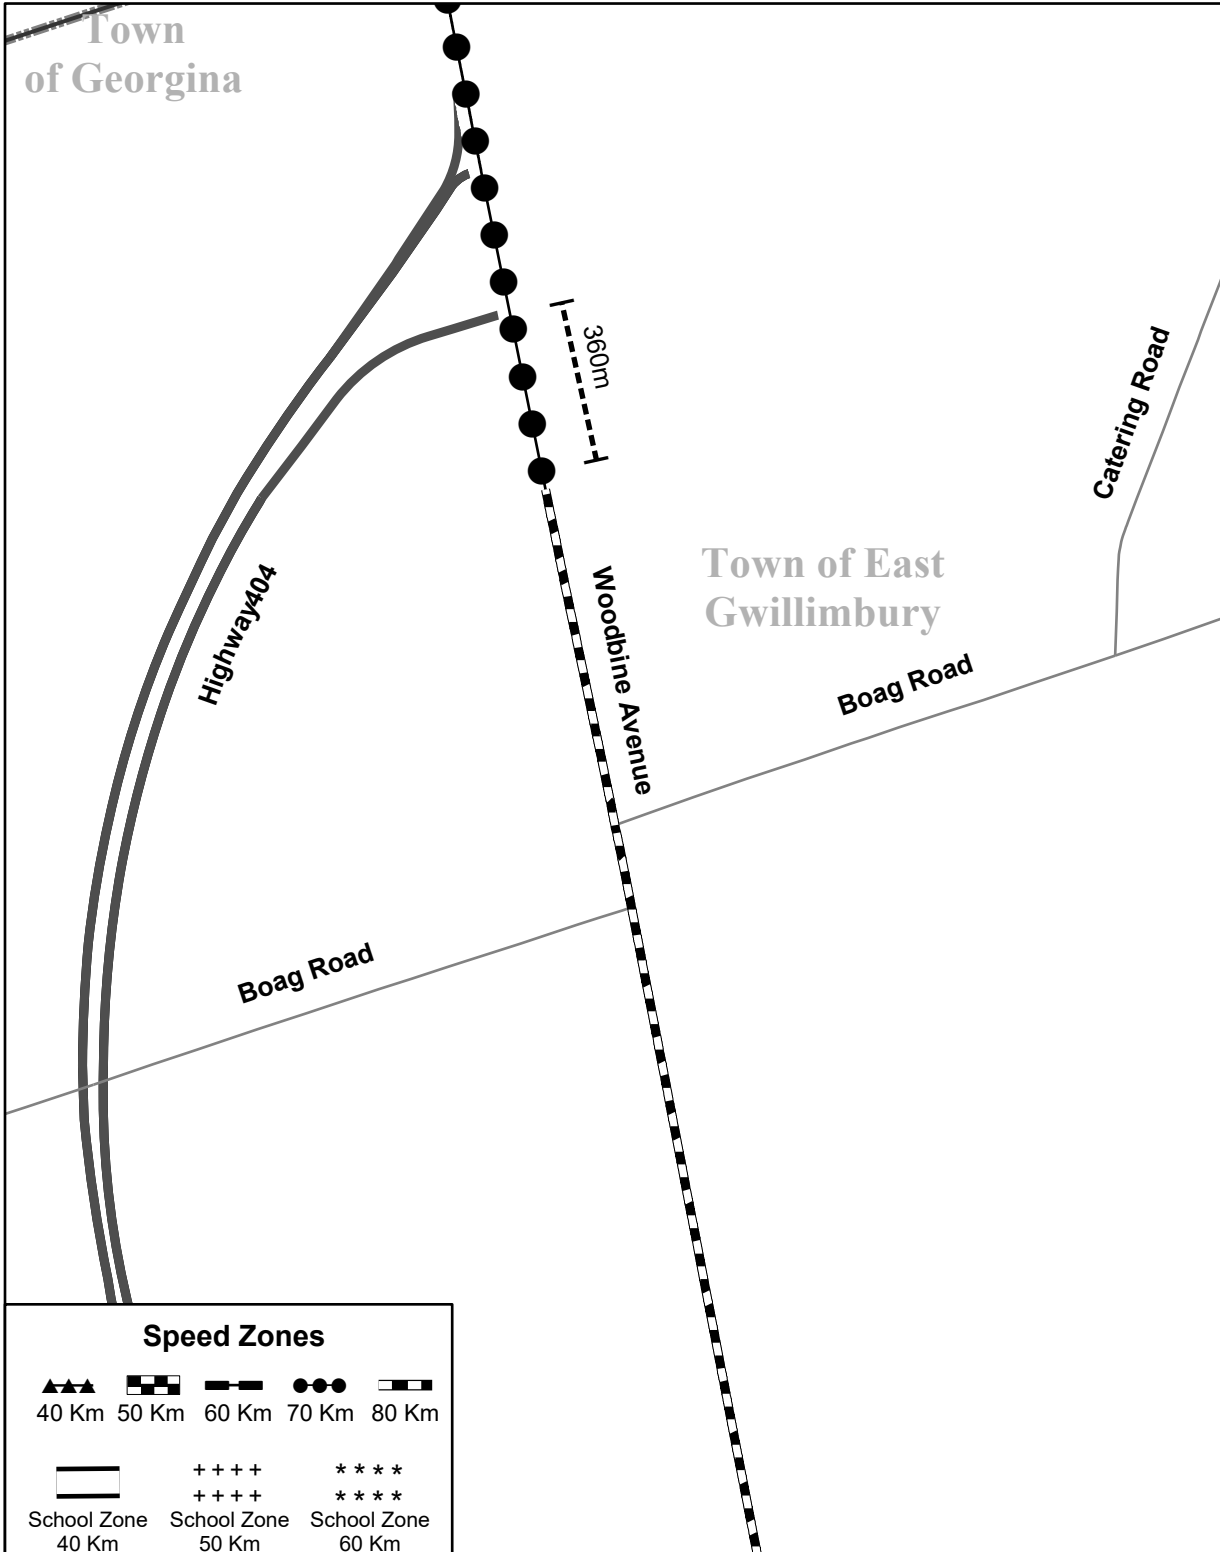 Town
of Georgina
360m
Catering Road
Highway404
Woodbine Avenue
Town of East
Gwillimbury
Boag Road
Boag Road
Speed Zones
40 Km 50 Km 60 Km 70 Km 80 Km
School Zone School Zone School Zone
40 Km 50 Km 60 Km